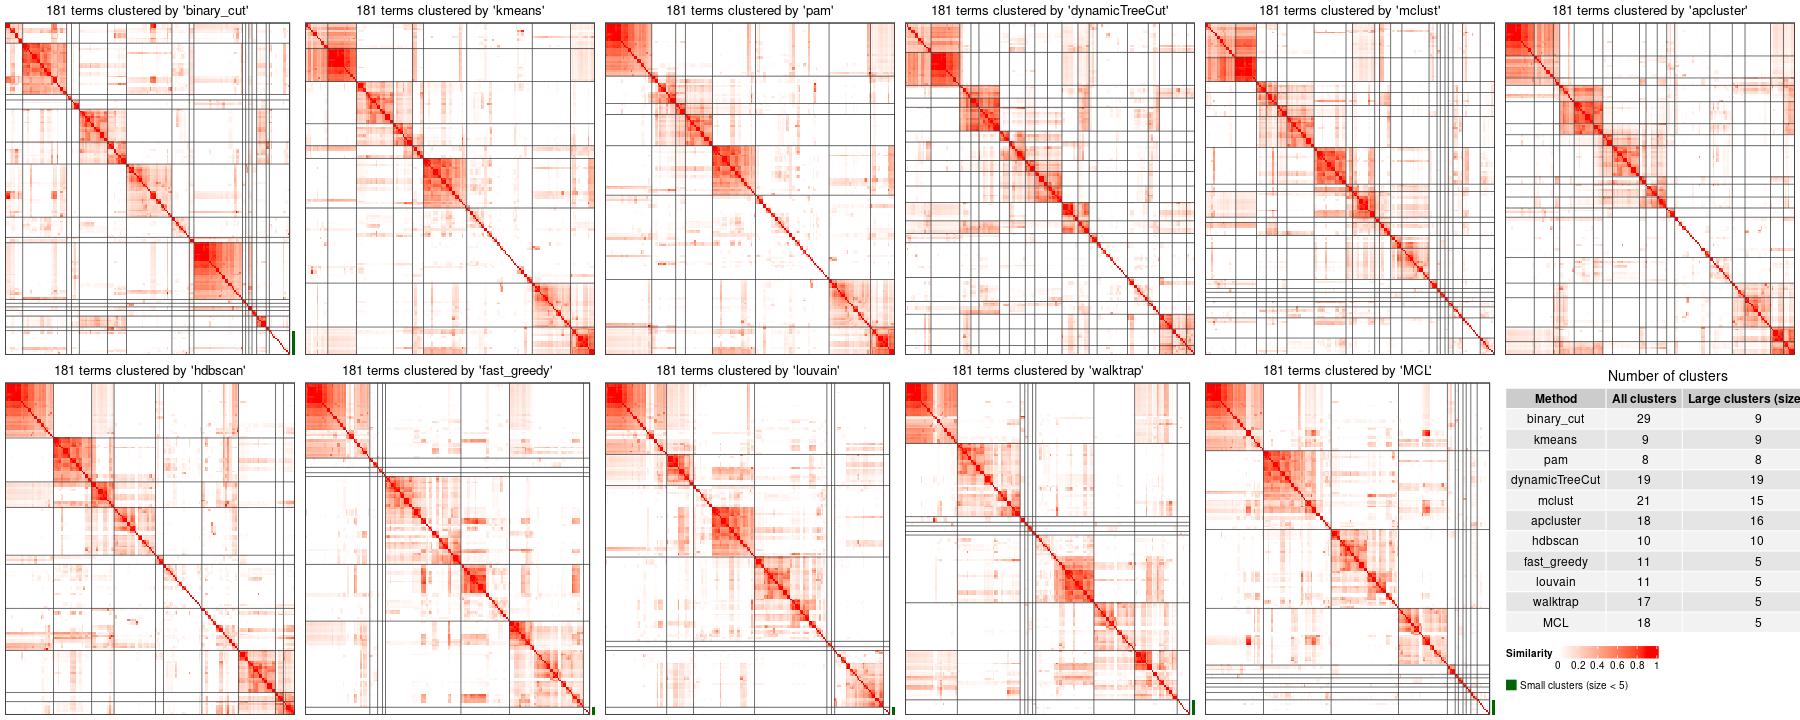 181 terms clustered by 'binary_cut'
181 terms clustered by 'kmeans'
181 terms clustered by 'pam'
181 terms clustered by 'dynamicTreeCut'
181 terms clustered by 'mclust'
181 terms clustered by 'apcluster'
181 terms clustered by 'hdbscan'
181 terms clustered by 'fast_greedy'
181 terms clustered by 'louvain'
181 terms clustered by 'walktrap'
181 terms clustered by 'MCL'
Number of clusters
Method All clusters Large clusters (size
binary_cut 29 9
kmeans 9 9
pam 8 8
dynamicTreeCut 19 19
mclust 21 15
apcluster 18 16
hdbscan 10 10
fast_greedy 11 5
louvain 11 5
walktrap 17 5
MCL 18 5
Similarity
0 0.2 0.4 0.6 0.8 1
Small clusters (size < 5)